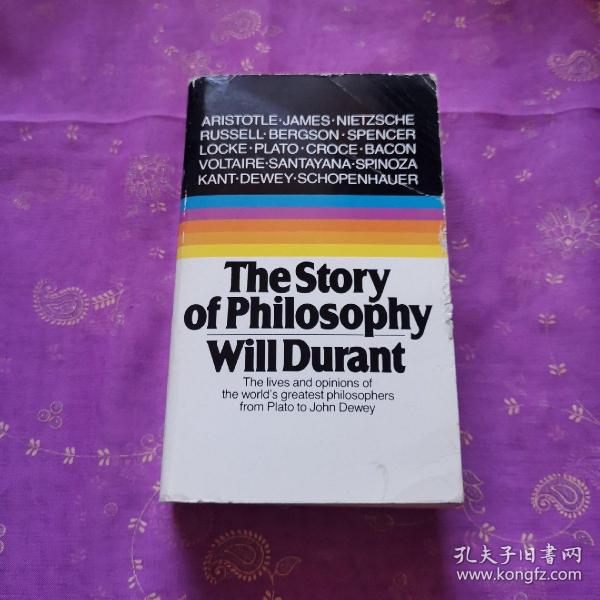 ARISTOTLE·JAMES·NIETZSCHE
RUSSELL·BERGSON·SPENCER
LOCKE·PLATO·CROCE·BACON
VOLTAIRE·SANTAYANA·SPINOZA
KANT·DEWEY·SCHOPENHAUER
The Story
of Philosophy
Will Durant
The lives and opinions of
the world's greatest philosophers
from Plato to John Dewey
孔夫子旧书网
www.kongfz.com